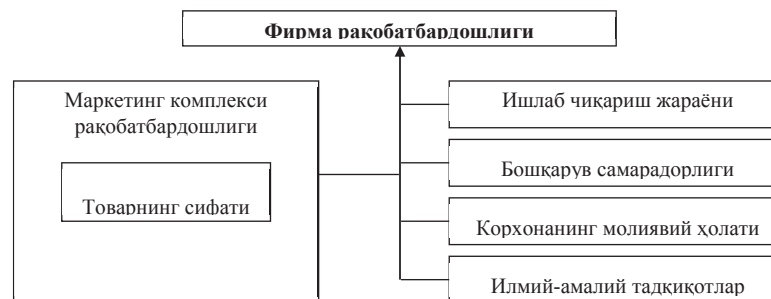 Фирма рақобатбардошлиги
Маркетинг комплекси
рақобатбардошлиги
Товарнинг сифати
Ишлаб чиқариш жараёни
Бошқарув самарадорлиги
Корхонанинг молиявий ҳолати
Илмий-амалий тадқиқотлар